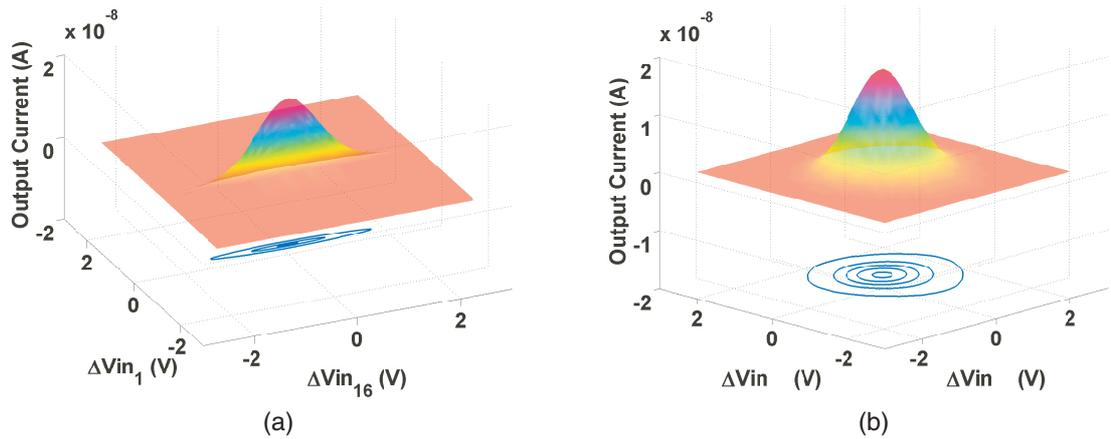 x 10⁻⁸
Output Current (A)
2
0
-2
2
0
-2
-2
0
2
ΔVin₁ (V)
ΔVin₁₆ (V)
(a)
x 10⁻⁸
Output Current (A)
2
1
0
-1
-2
2
0
-2
-2
0
2
ΔVin (V)
ΔVin (V)
(b)